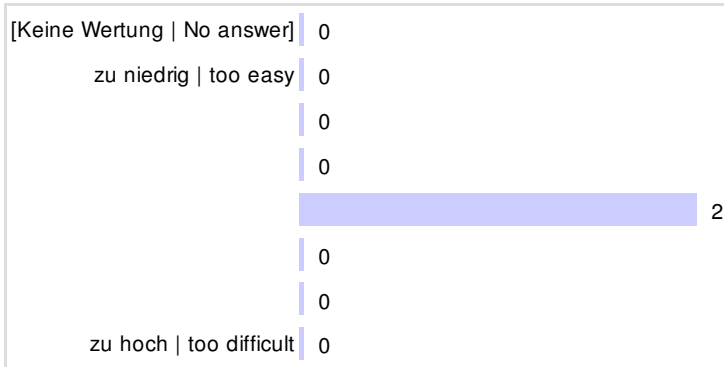 [Keine Wertung | No answer] 0
zu niedrig | too easy 0
0
0
2
0
0
zu hoch | too difficult 0